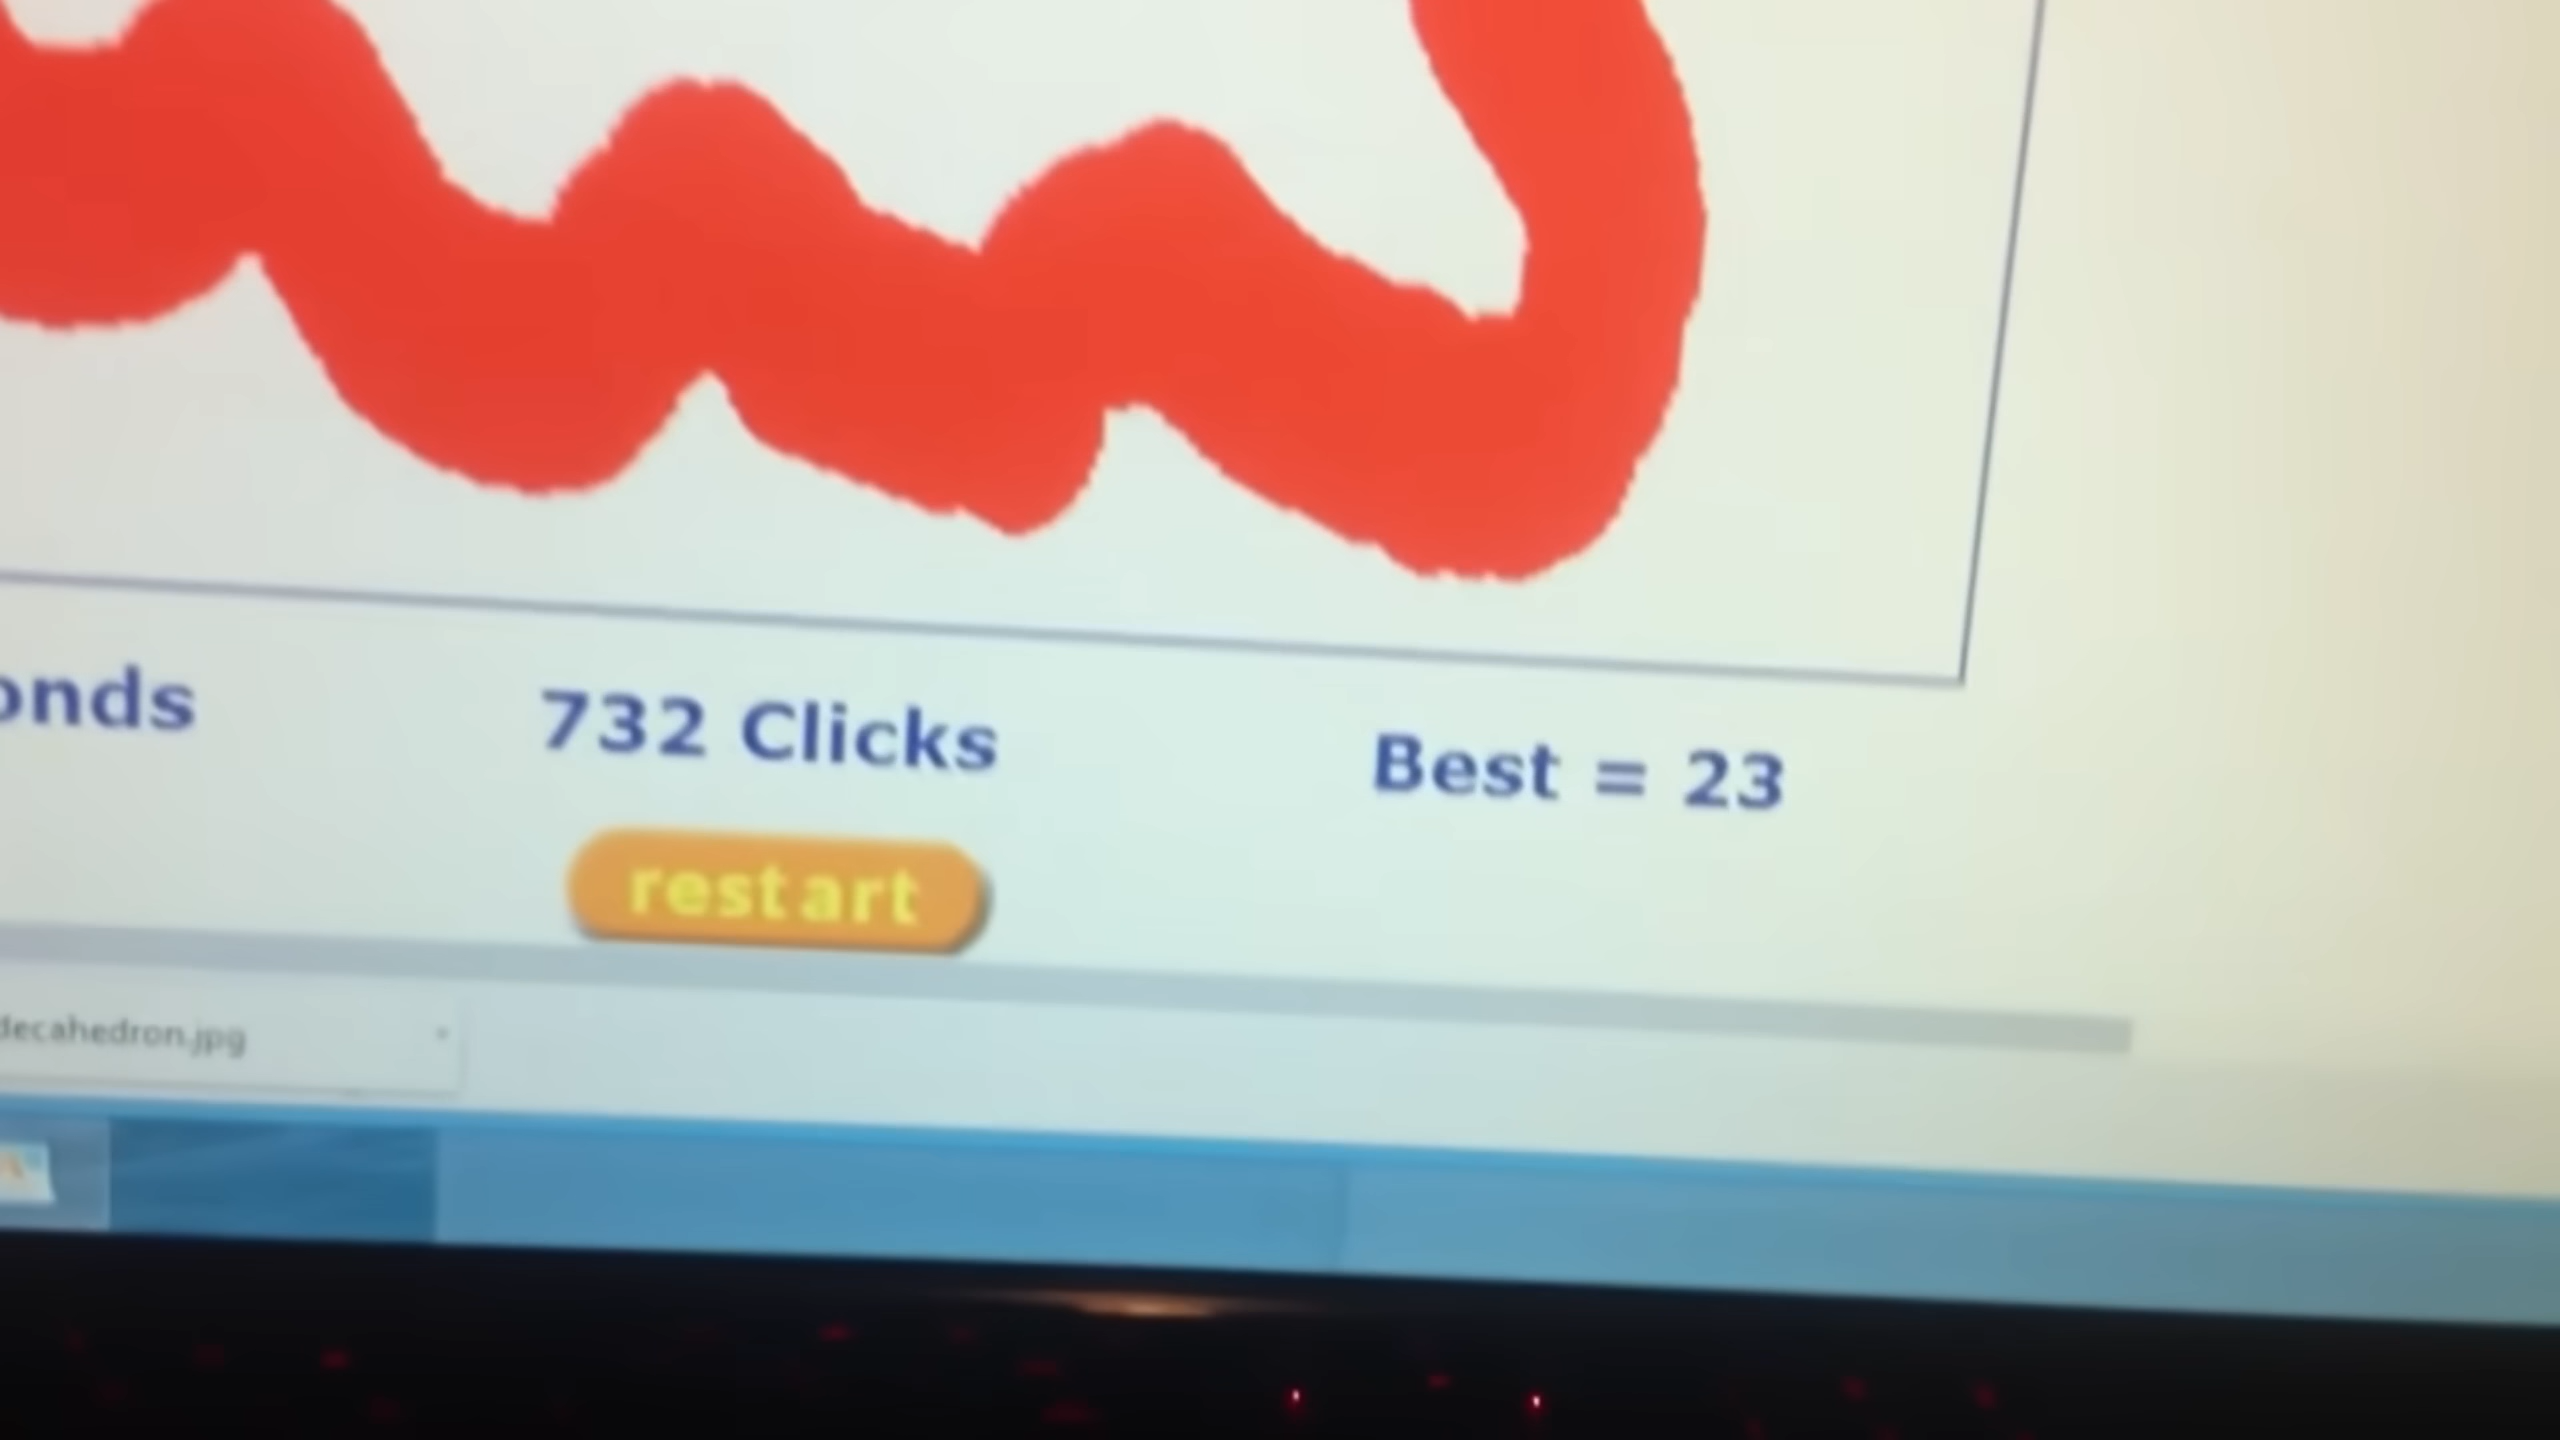 onds
732 Clicks
Best = 23
restart
decahedron.jpg